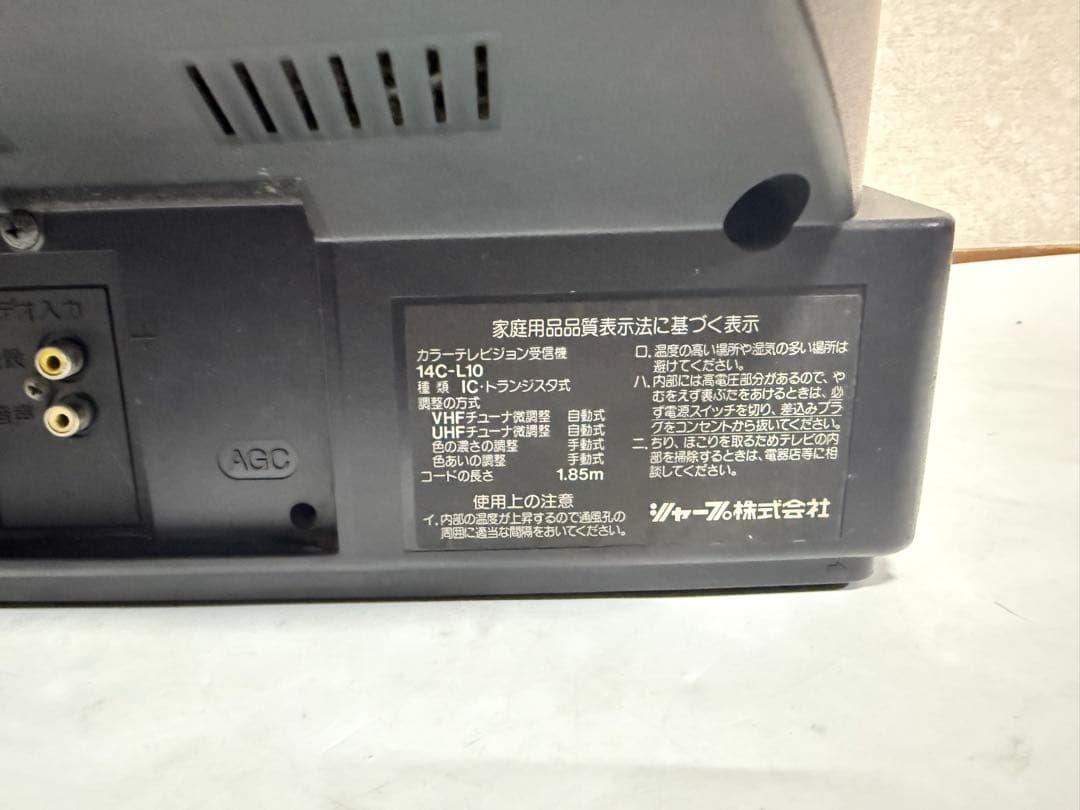 デオ入力
音声
AGC
家庭用品品質表示法に基づく表示
カラーテレビジョン受信機
14C-L10
種類 IC・トランジスタ式
調整の方式
VHFチューナ微調整 自動式
UHFチューナ微調整 自動式
色の濃さの調整 手動式
色あいの調整 手動式
コードの長さ 1.85m
使用上の注意
イ.内部の温度が上昇するので通風孔の
周囲に適当な間隔をおいてください。
ロ.温度の高い場所や湿気の多い場所は
避けてください。
ハ.内部には高電圧部分があるので、や
むをえず裏ぶたをあけるときは、必
ず電源スイッチを切り、差込みプラ
グをコンセントから抜いてください。
ニ.ちり、ほこりを取るためテレビの内
部を掃除するときは、電器店等に相
談してください。
シャープ株式会社